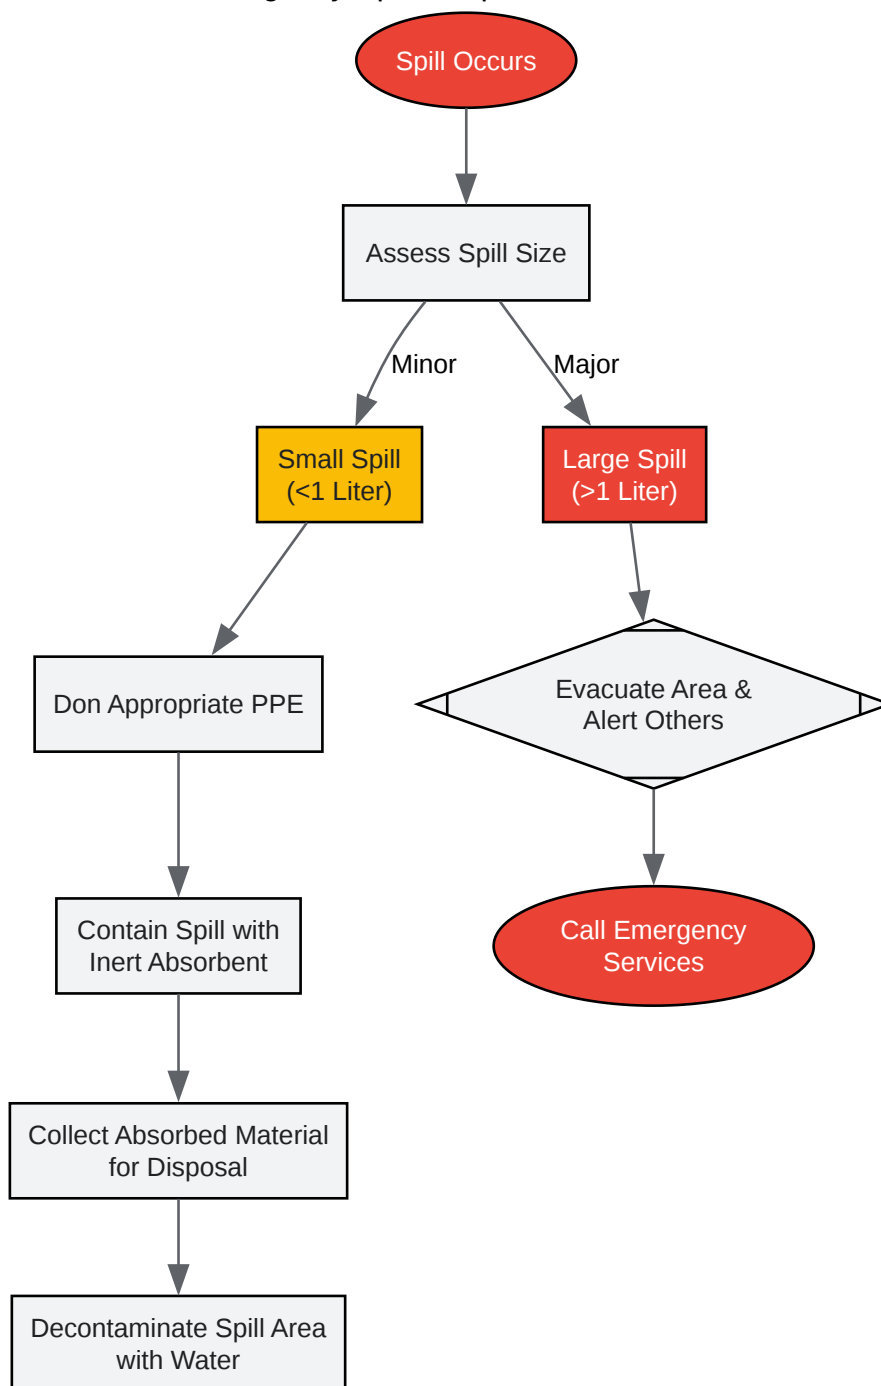 Spill Occurs
Assess Spill Size
Minor
Major
Small Spill
(<1 Liter)
Large Spill
(>1 Liter)
Don Appropriate PPE
Evacuate Area &
Alert Others
Contain Spill with
Inert Absorbent
Call Emergency
Services
Collect Absorbed Material
for Disposal
Decontaminate Spill Area
with Water